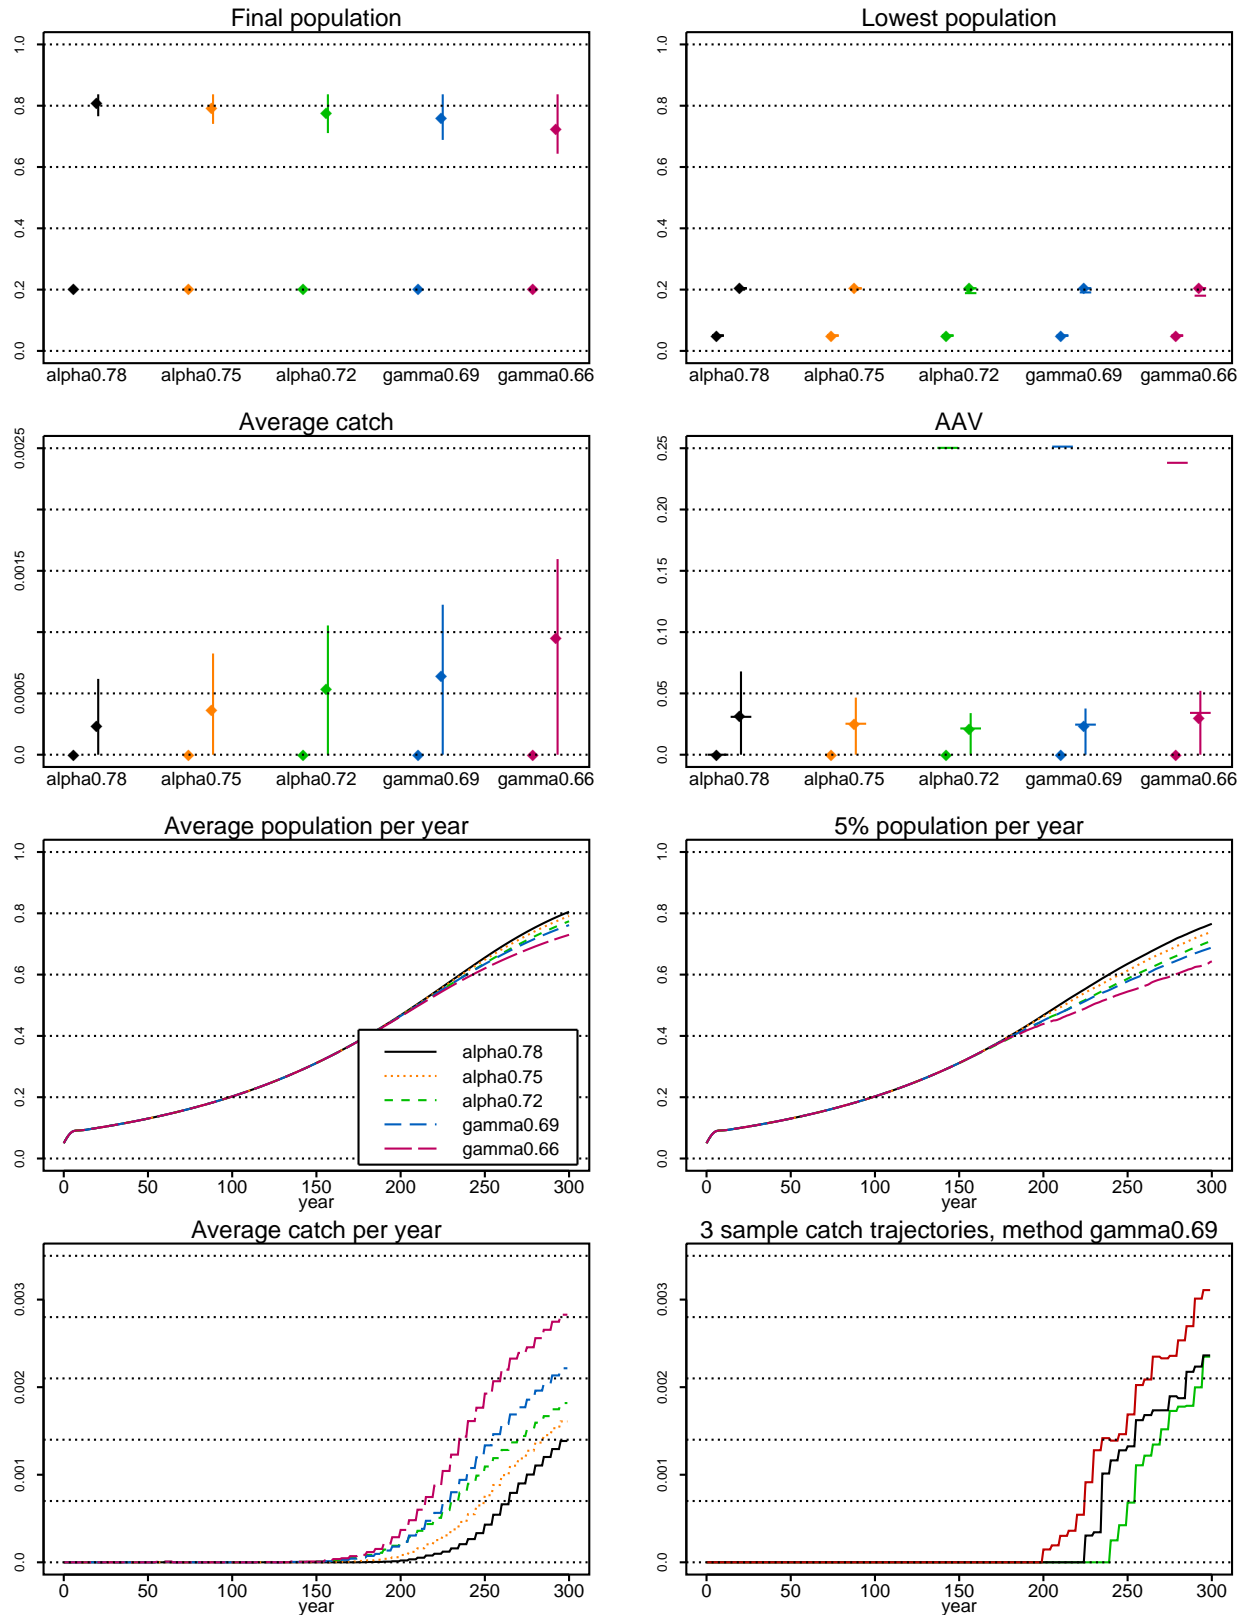 Final population
1.0
0.8
0.6
0.4
0.2
0.0
alpha0.78 alpha0.75 alpha0.72 gamma0.69 gamma0.66
Lowest population
1.0
0.8
0.6
0.4
0.2
0.0
alpha0.78 alpha0.75 alpha0.72 gamma0.69 gamma0.66
Average catch
0.0025
0.0015
0.0005
0.0
alpha0.78 alpha0.75 alpha0.72 gamma0.69 gamma0.66
AAV
0.25
0.20
0.15
0.10
0.05
0.0
alpha0.78 alpha0.75 alpha0.72 gamma0.69 gamma0.66
Average population per year
1.0
0.8
0.6
0.4
0.2
0.0
alpha0.78
alpha0.75
alpha0.72
gamma0.69
gamma0.66
0 50 100 150 200 250 300
year
5% population per year
1.0
0.8
0.6
0.4
0.2
0.0
0 50 100 150 200 250 300
year
Average catch per year
0.003
0.002
0.001
0.0
0 50 100 150 200 250 300
year
3 sample catch trajectories, method gamma0.69
0.003
0.002
0.001
0.0
0 50 100 150 200 250 300
year